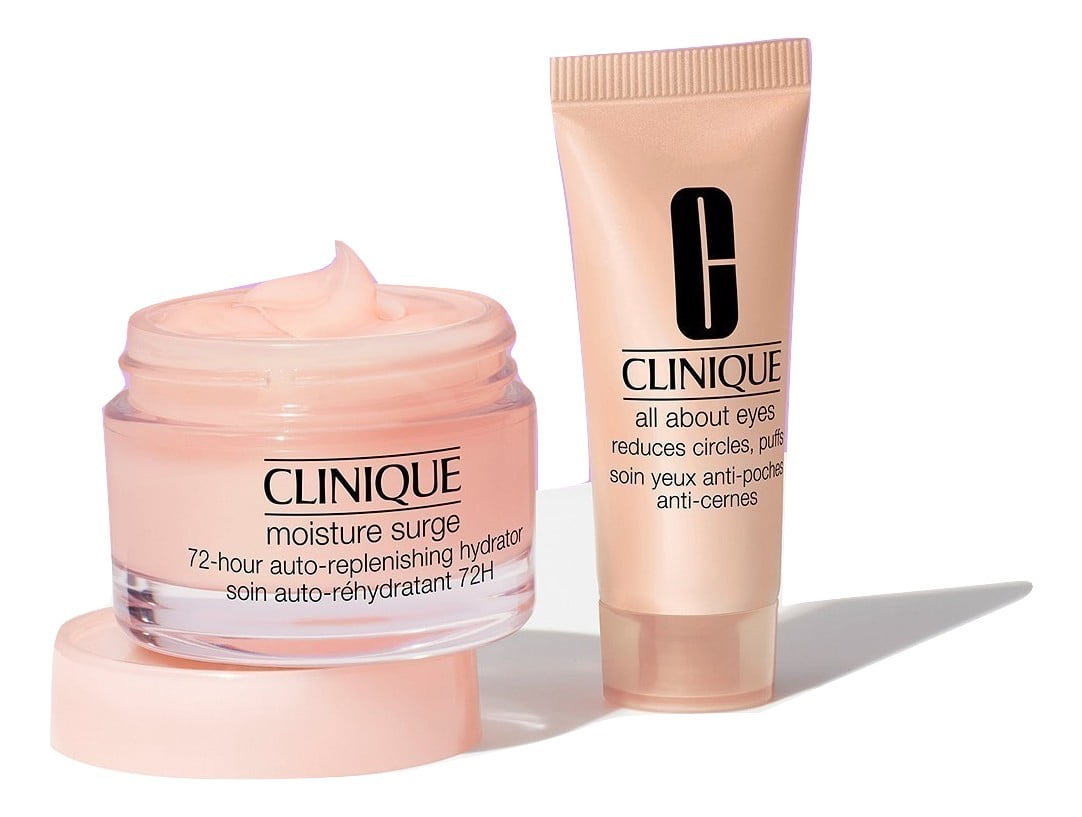 CLINIQUE
moisture surge
72-hour auto-replenishing hydrator
soin auto-réhydratant 72H
C
CLINIQUE
all about eyes
reduces circles, puffs
soin yeux anti-poches
anti-cernes